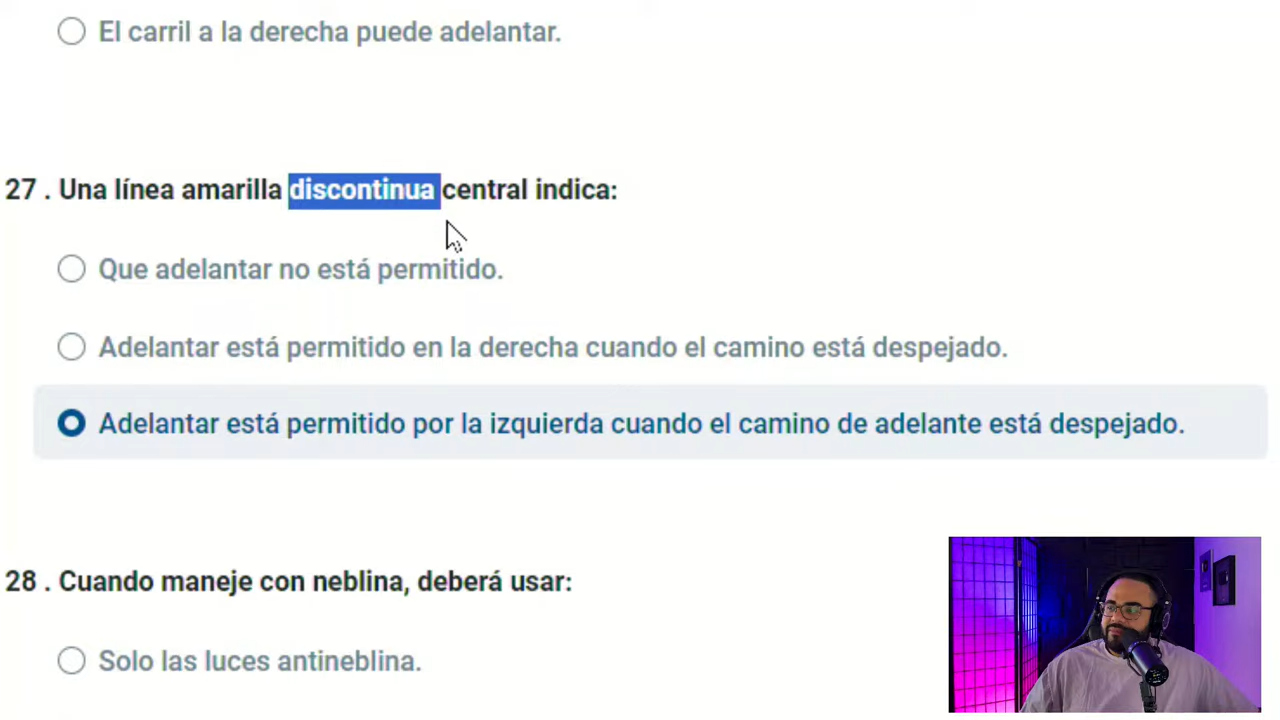 El carril a la derecha puede adelantar.
27 . Una línea amarilla discontinua central indica:
Que adelantar no está permitido.
Adelantar está permitido en la derecha cuando el camino está despejado.
Adelantar está permitido por la izquierda cuando el camino de adelante está despejado.
28 . Cuando maneje con neblina, deberá usar:
Solo las luces antineblina.